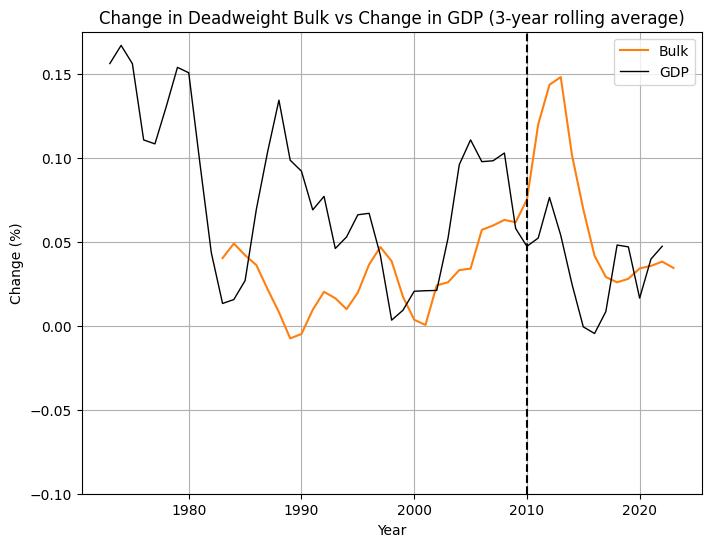 Change in Deadweight Bulk vs Change in GDP (3-year rolling average)
Bulk
GDP
0.15
0.10
0.05
0.00
−0.05
−0.10
Change (%)
1980
1990
2000
2010
2020
Year